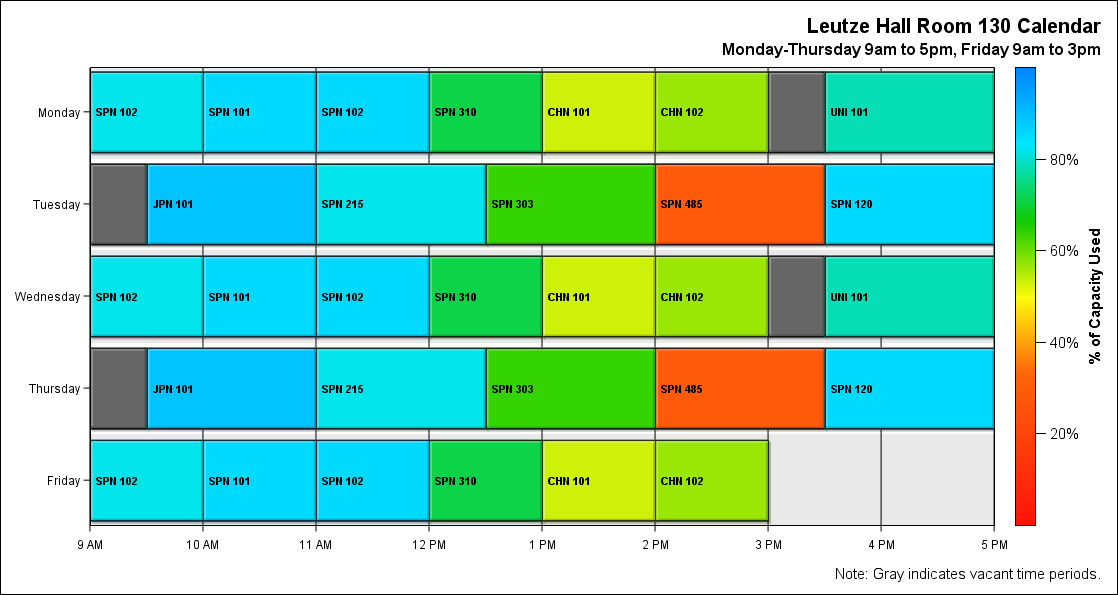 Leutze Hall Room 130 Calendar
Monday-Thursday 9am to 5pm, Friday 9am to 3pm
Monday SPN 102 SPN 101 SPN 102 SPN 310 CHN 101 CHN 102 UNI 101
Tuesday JPN 101 SPN 215 SPN 303 SPN 485 SPN 120
Wednesday SPN 102 SPN 101 SPN 102 SPN 310 CHN 101 CHN 102 UNI 101
Thursday JPN 101 SPN 215 SPN 303 SPN 485 SPN 120
Friday SPN 102 SPN 101 SPN 102 SPN 310 CHN 101 CHN 102
9 AM 10 AM 11 AM 12 PM 1 PM 2 PM 3 PM 4 PM 5 PM
80%
60%
40%
20%
% of Capacity Used
Note: Gray indicates vacant time periods.